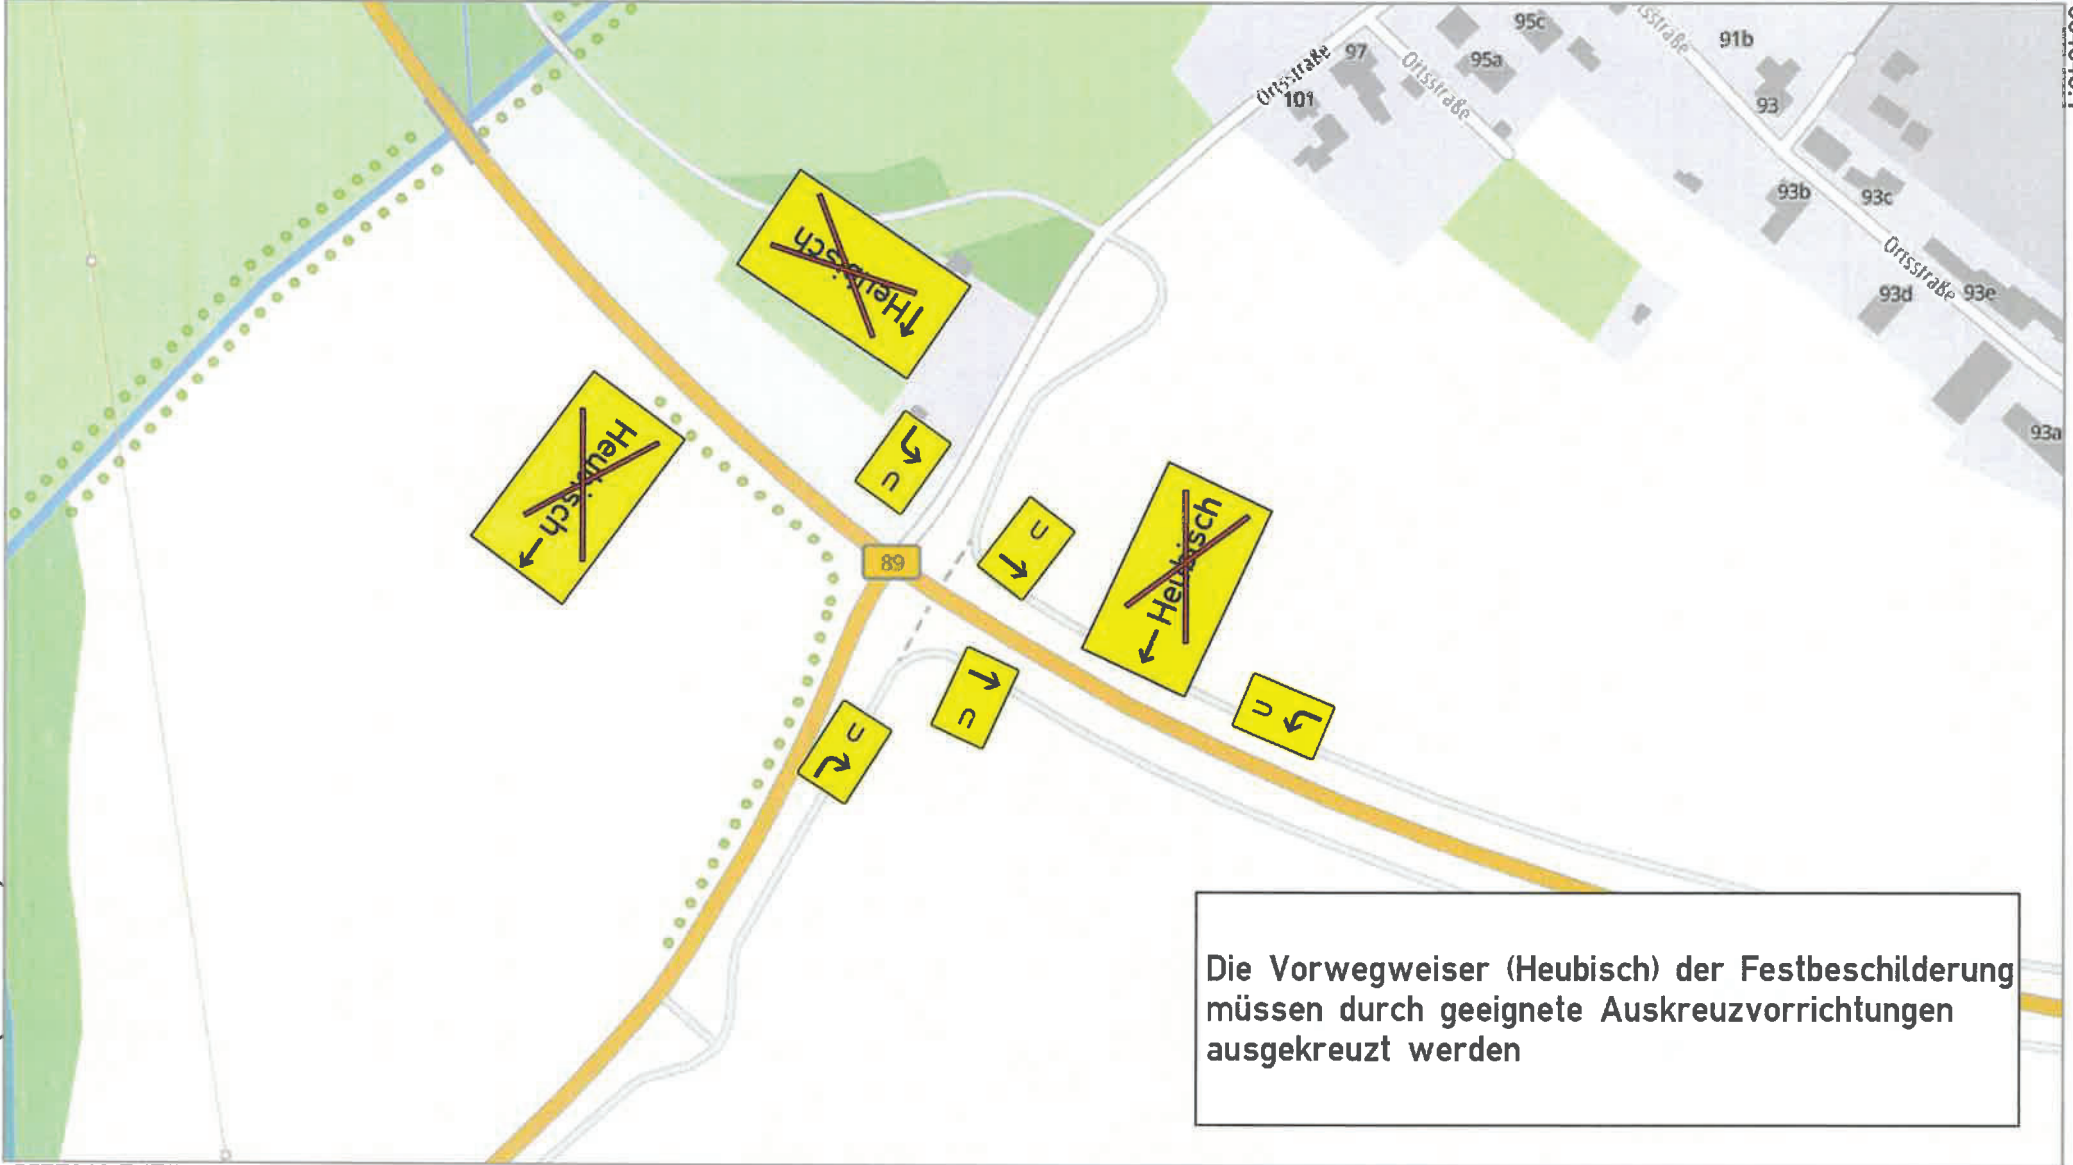 95c
91b
97
95a
Ortsstraße
Ortsstraße
101
93
93b
93c
Ortsstraße
93d
93e
93a
Heubisch
Heubisch
Heubisch
U
U
U
U
U
89
Die Vorwegweiser (Heubisch) der Festbeschilderung
müssen durch geeignete Auskreuzvorrichtungen
ausgekreuzt werden